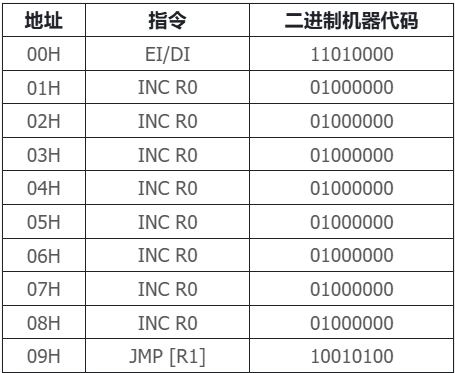 地址 指令 二进制机器代码
00H EI/DI 11010000
01H INC R0 01000000
02H INC R0 01000000
03H INC R0 01000000
04H INC R0 01000000
05H INC R0 01000000
06H INC R0 01000000
07H INC R0 01000000
08H INC R0 01000000
09H JMP [R1] 10010100